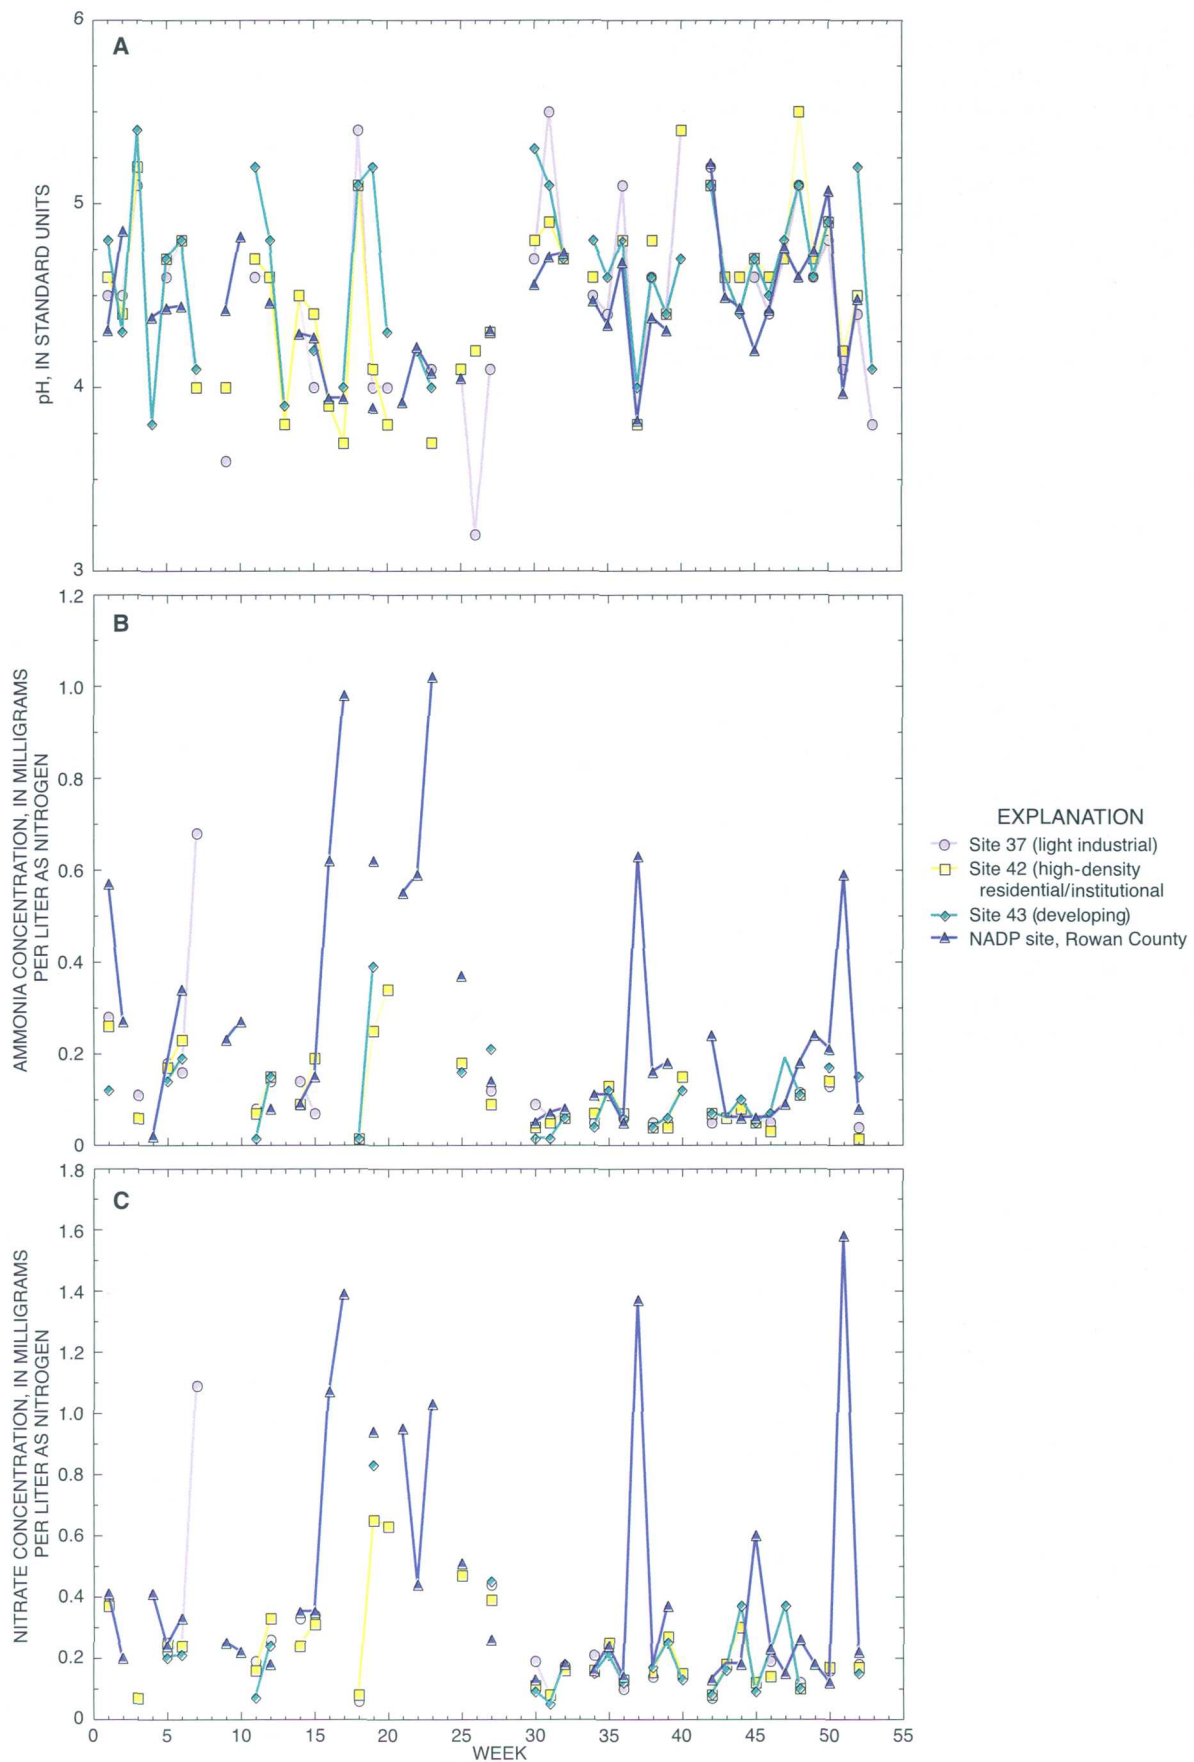 6
A
5
4
3
pH, IN STANDARD UNITS
1.2
B
1.0
0.8
0.6
0.4
0.2
0
AMMONIA CONCENTRATION, IN MILLIGRAMS
PER LITER AS NITROGEN
EXPLANATION
Site 37 (light industrial)
Site 42 (high-density
residential/institutional
Site 43 (developing)
NADP site, Rowan County
1.8
C
1.6
1.4
1.2
1.0
0.8
0.6
0.4
0.2
0
NITRATE CONCENTRATION, IN MILLIGRAMS
PER LITER AS NITROGEN
0 5 10 15 20 25 30 35 40 45 50 55
WEEK